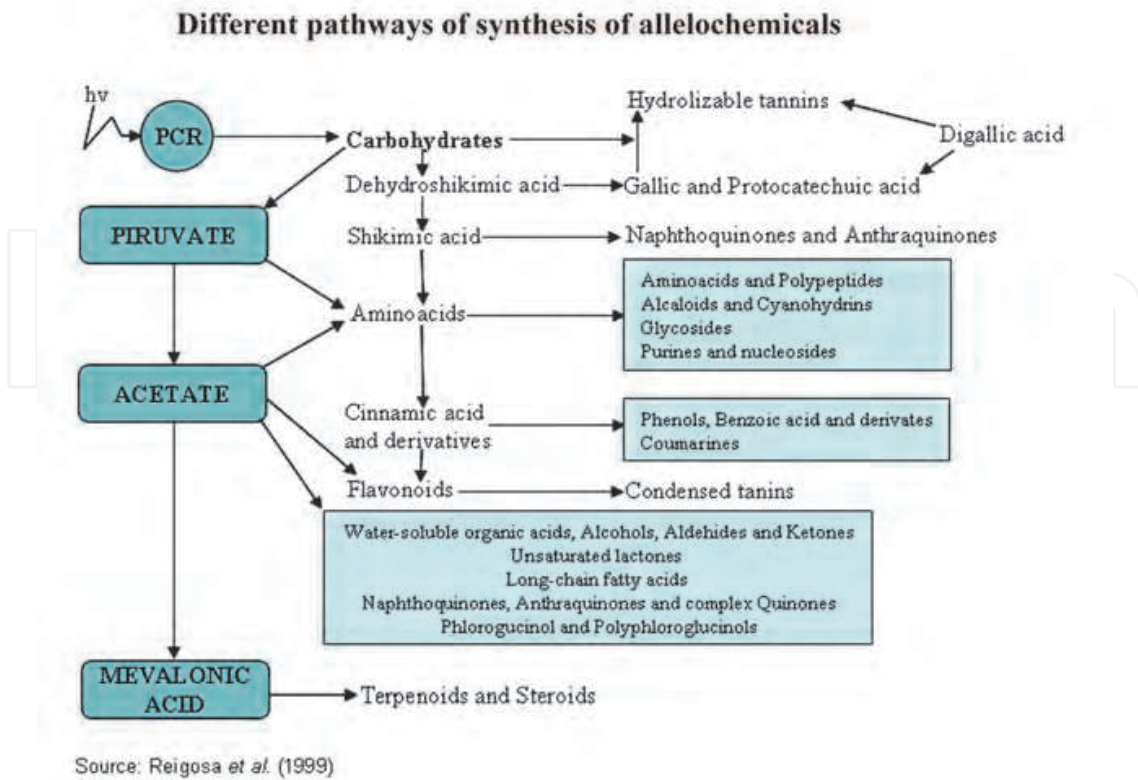 Different pathways of synthesis of allelochemicals
hv
PCR
Carbohydrates
Hydrolizable tannins
Digallic acid
Dehydroshikimic acid
Gallic and Protocatechuic acid
PIRUVATE
Shikimic acid
Naphthoquinones and Anthraquinones
Aminoacids
Aminoacids and Polypeptides
Alcaloids and Cyanohydrins
Glycosides
Purines and nucleosides
ACETATE
Cinnamic acid
and derivatives
Phenols, Benzoic acid and derivates
Coumarines
Flavonoids
Condensed tanins
Water-soluble organic acids, Alcohols, Aldehides and Ketones
Unsaturated lactones
Long-chain fatty acids
Naphthoquinones, Anthraquinones and complex Quinones
Phlorogucinol and Polyphloroglucinols
MEVALONIC
ACID
Terpenoids and Steroids
Source: Reigosa et al. (1999)